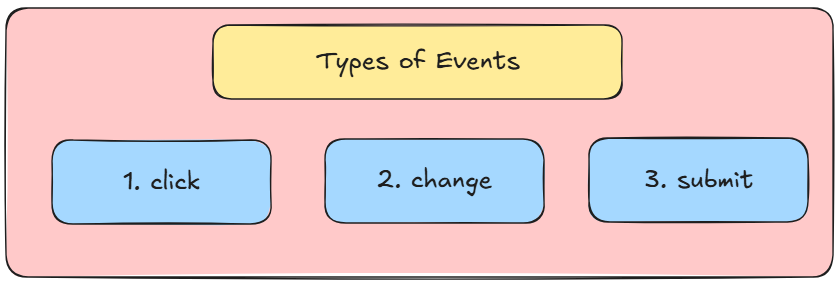 Types of Events
1. click
2. change
3. submit